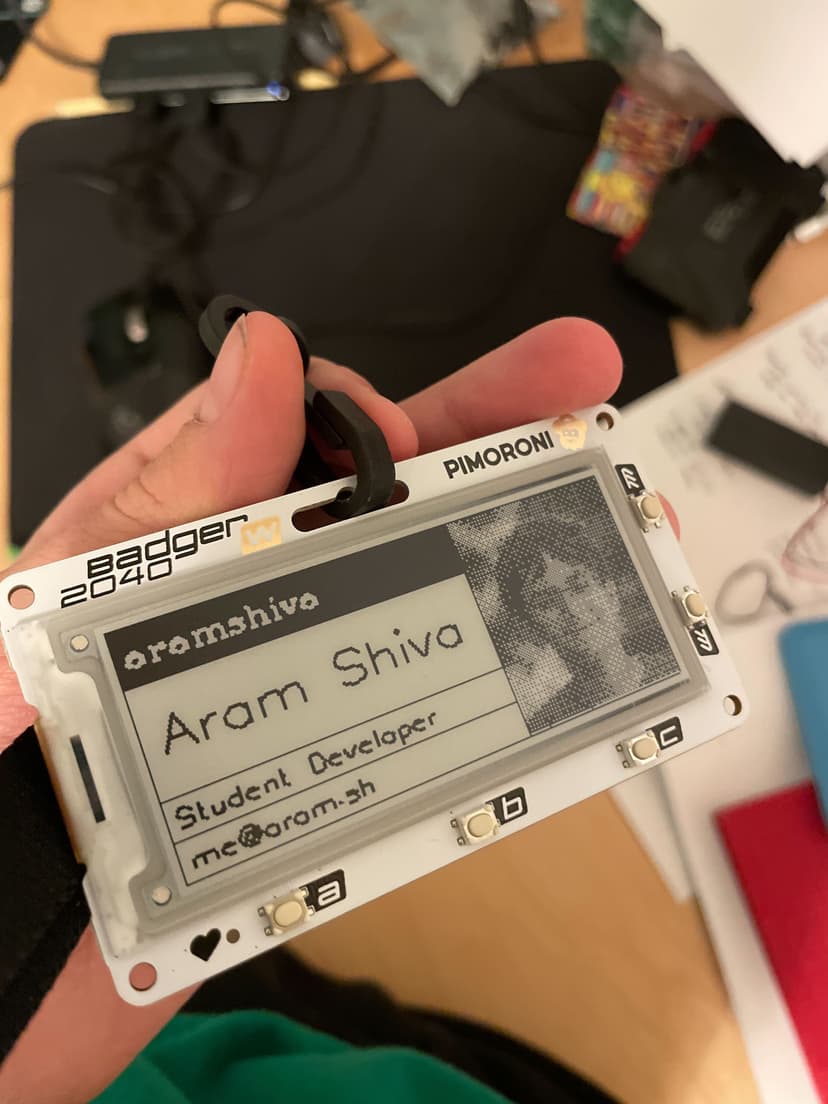 PIMORONI
Badger W
2040
aramshiva
Aram Shiva
Student Developer
me@aram.sh
a
b
c